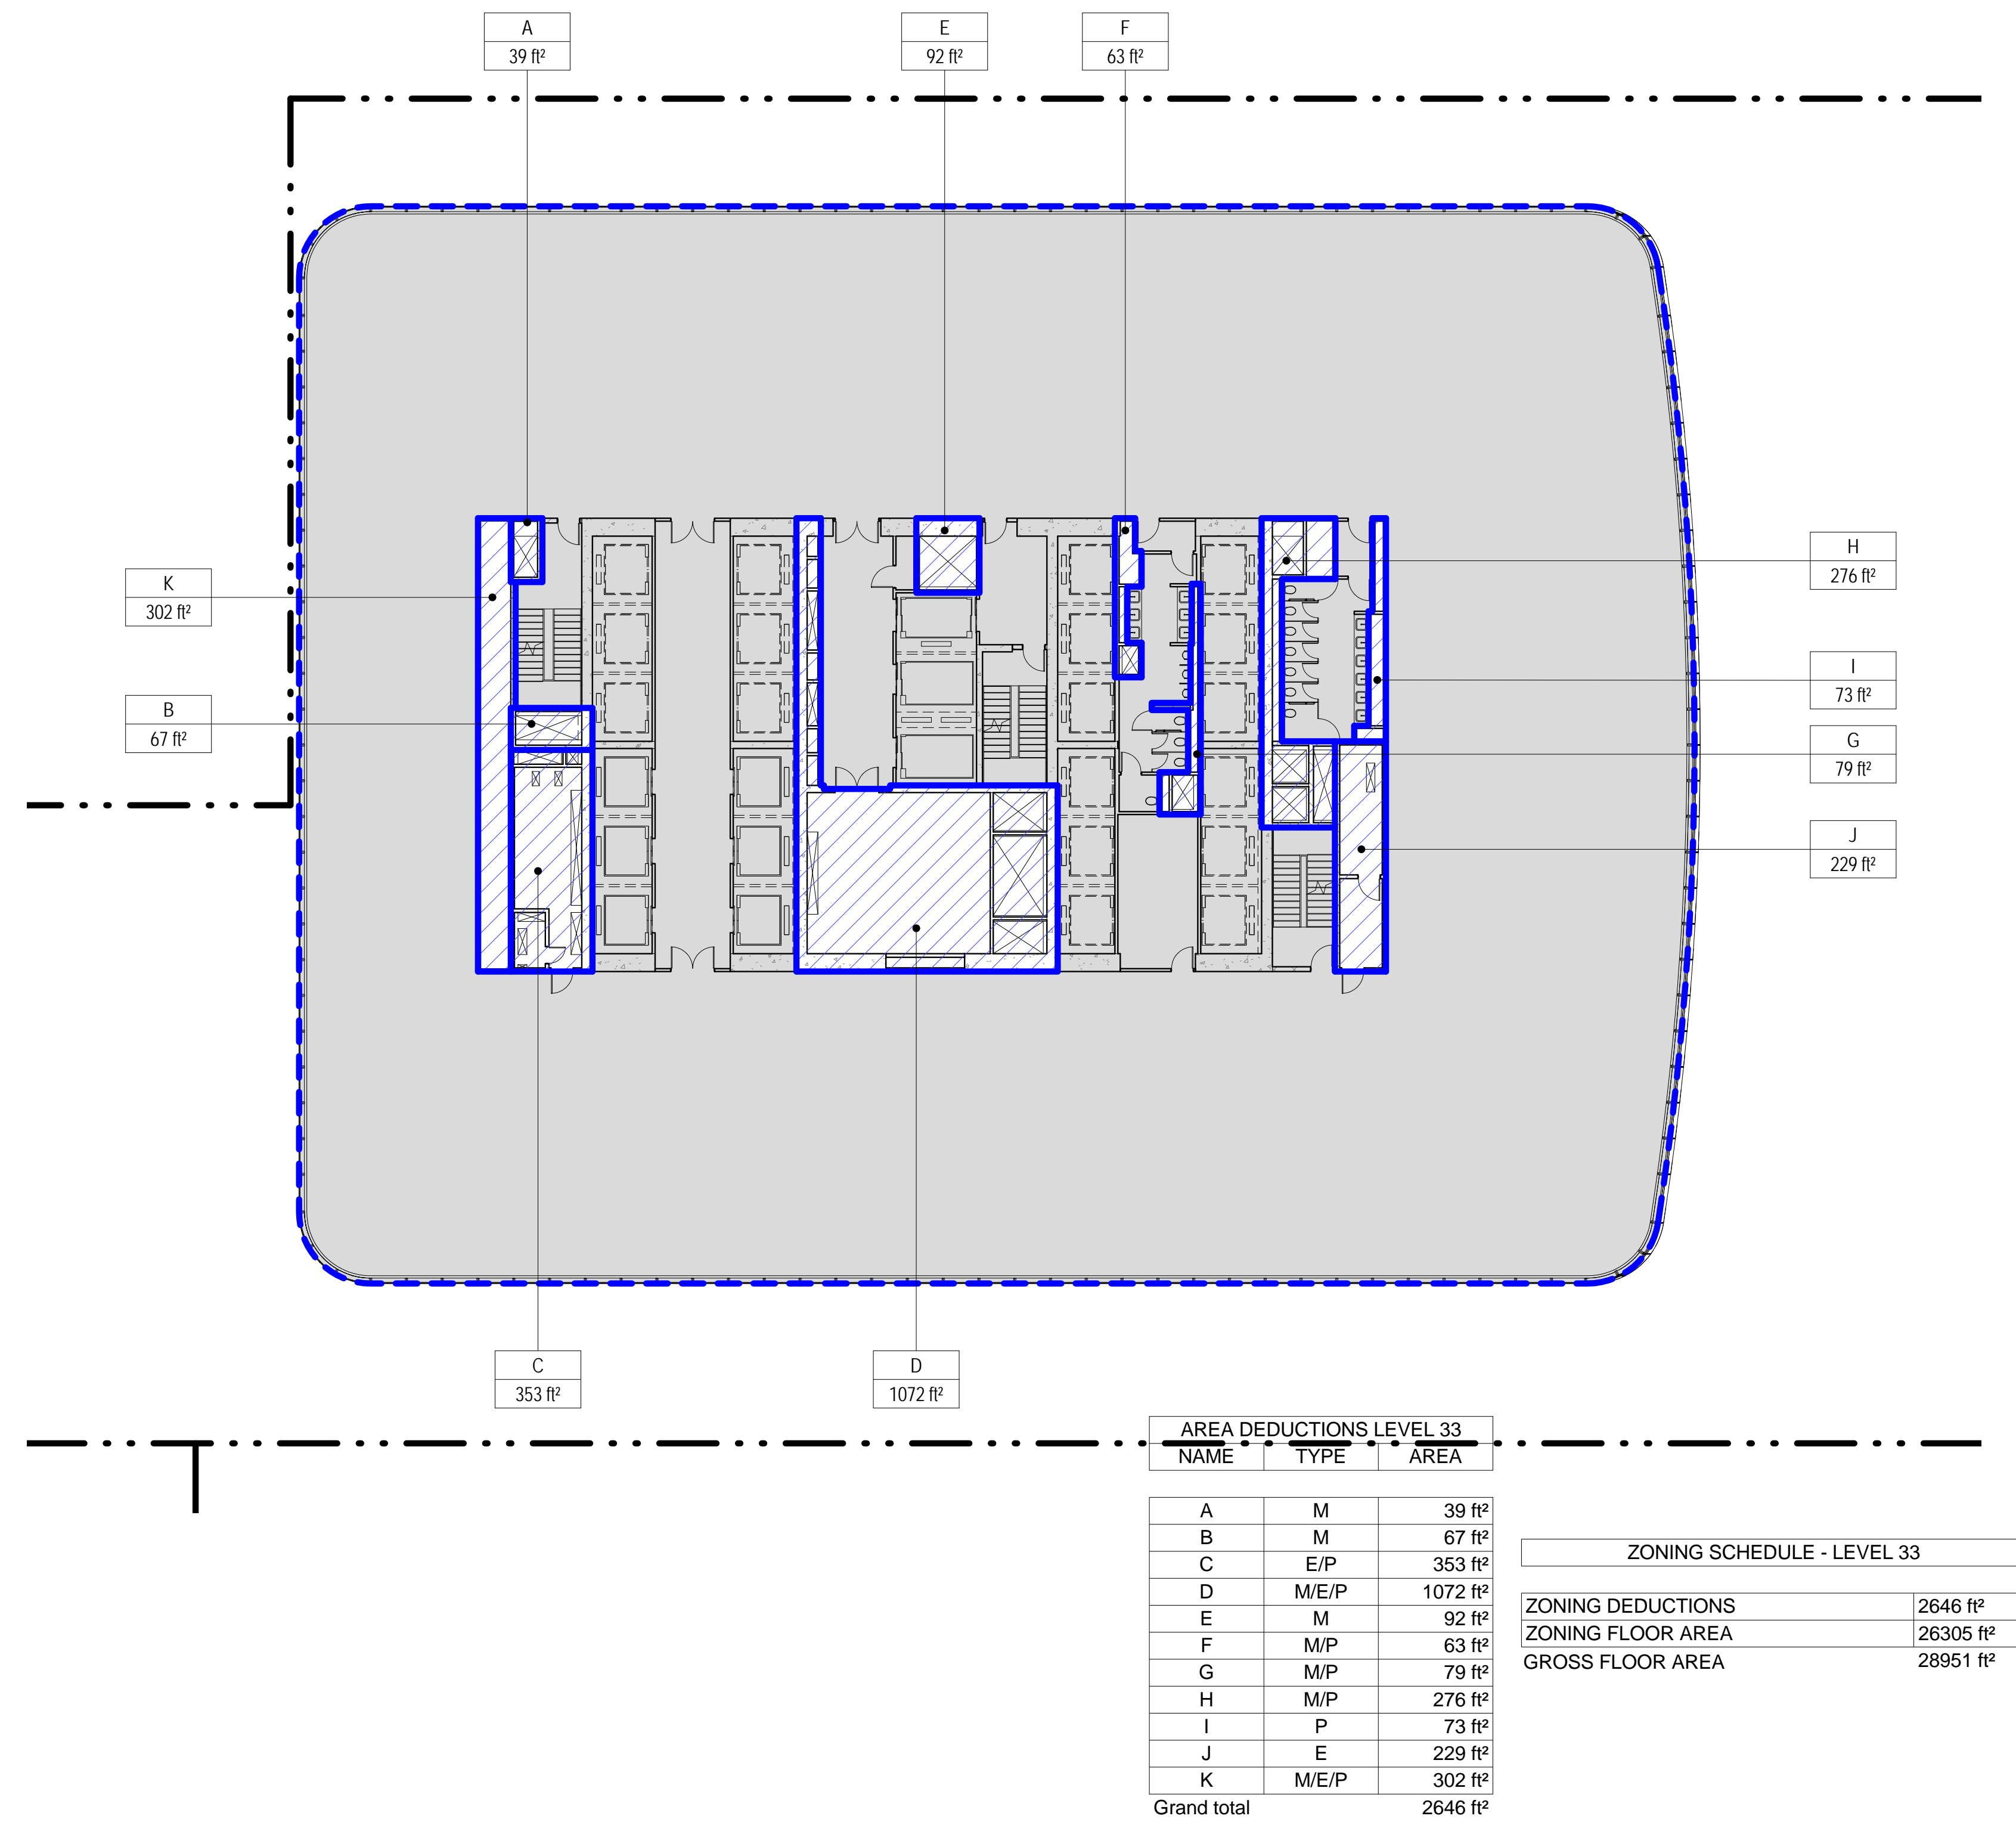 A
39 ft²
E
92 ft²
F
63 ft²
H
276 ft²
K
302 ft²
I
73 ft²
B
67 ft²
G
79 ft²
J
229 ft²
C
353 ft²
D
1072 ft²
AREA DEDUCTIONS LEVEL 33
NAME TYPE AREA
A M 39 ft²
B M 67 ft²
C E/P 353 ft²
D M/E/P 1072 ft²
E M 92 ft²
F M/P 63 ft²
G M/P 79 ft²
H M/P 276 ft²
I P 73 ft²
J E 229 ft²
K M/E/P 302 ft²
Grand total 2646 ft²
ZONING SCHEDULE - LEVEL 33
ZONING DEDUCTIONS 2646 ft²
ZONING FLOOR AREA 26305 ft²
GROSS FLOOR AREA 28951 ft²